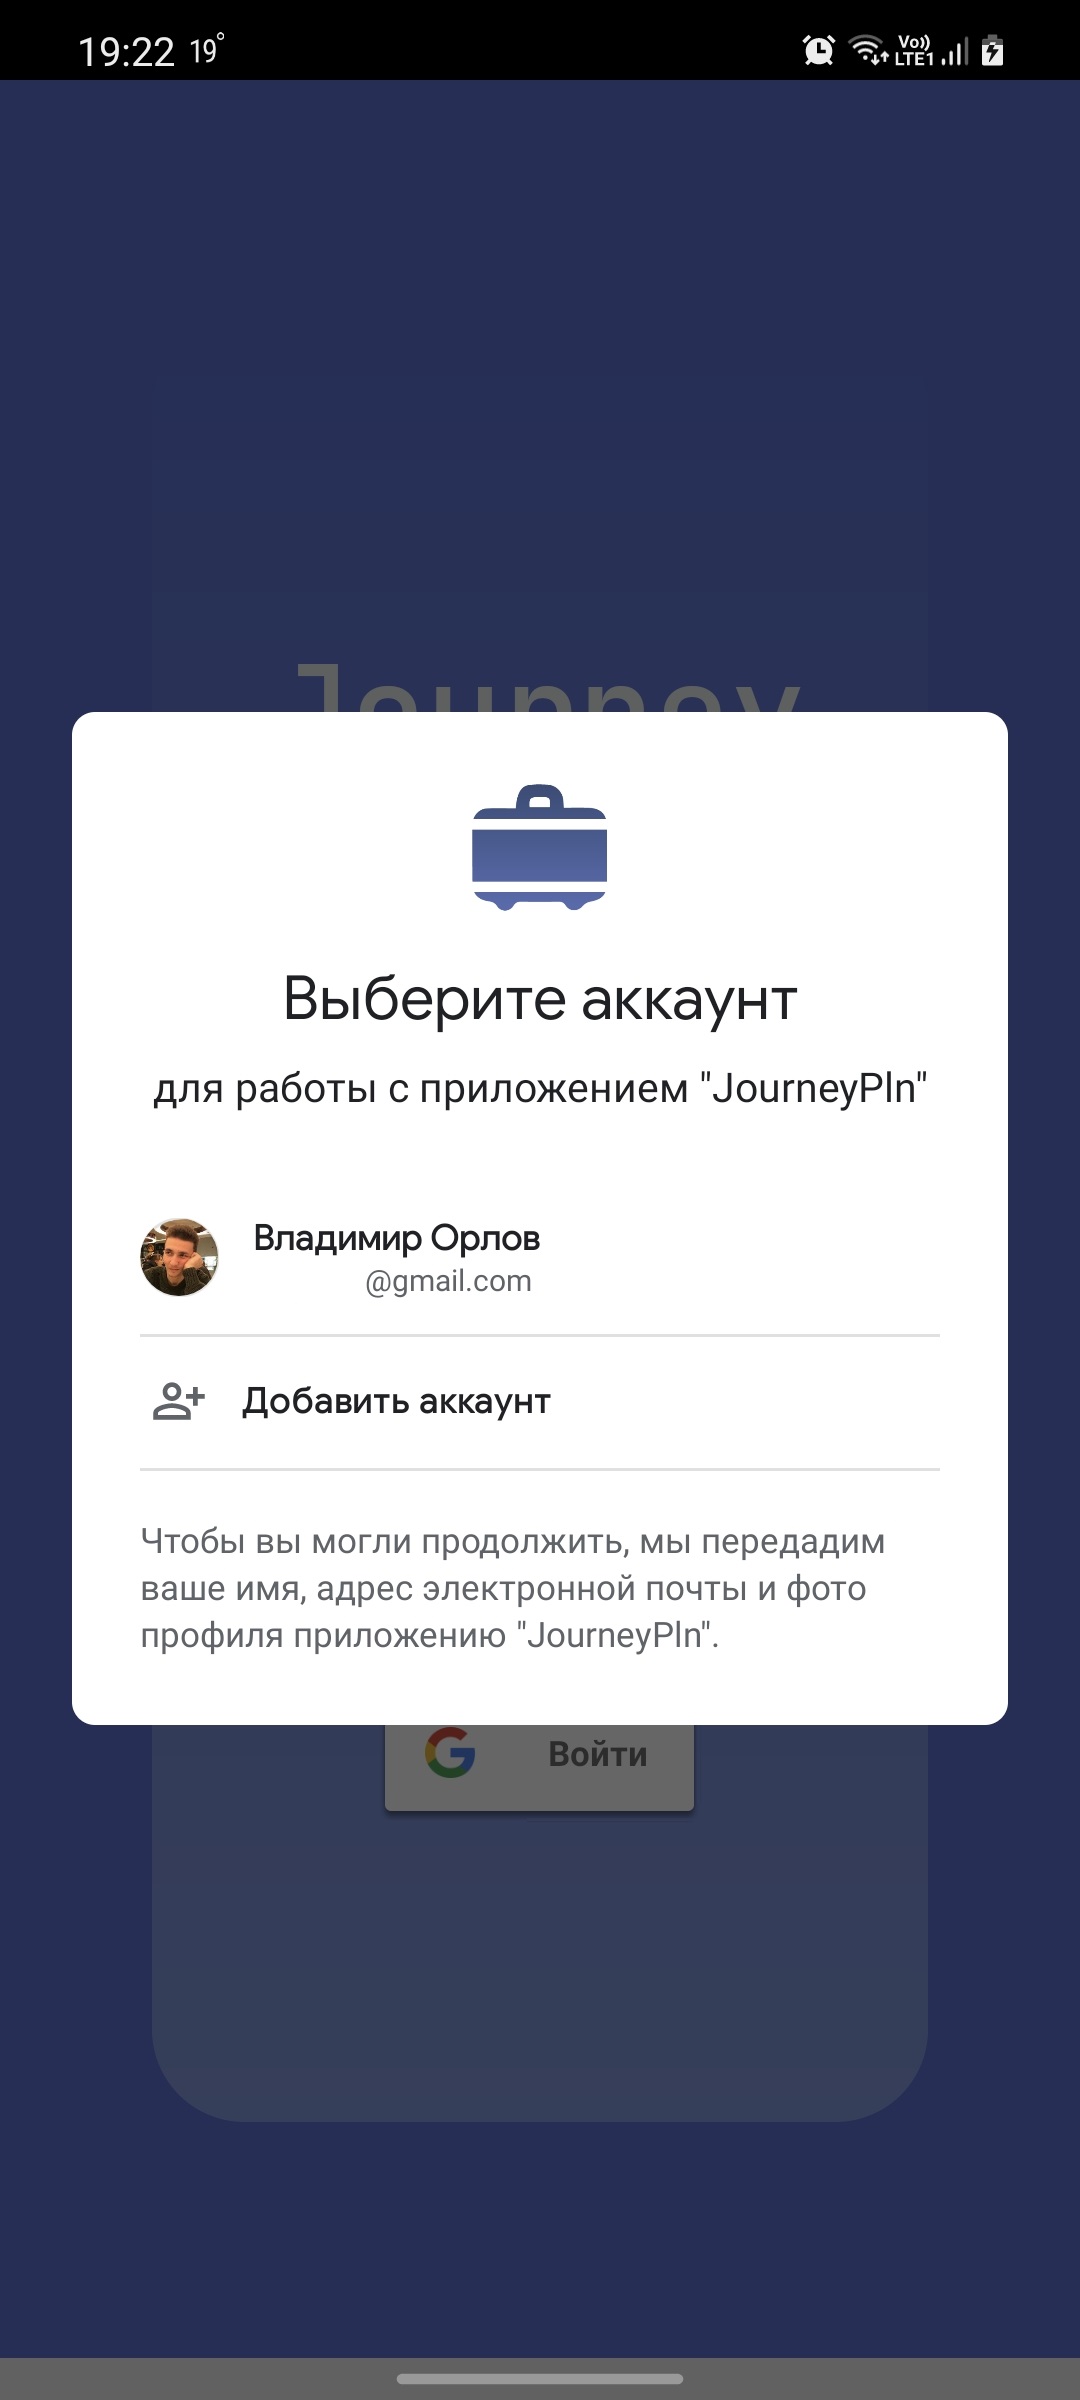 19:22 19°
Vo))
LTE1
Journey
Выберите аккаунт
для работы с приложением "JourneyPln"
Владимир Орлов
@gmail.com
Добавить аккаунт
Чтобы вы могли продолжить, мы передадим
ваше имя, адрес электронной почты и фото
профиля приложению "JourneyPln".
G Войти